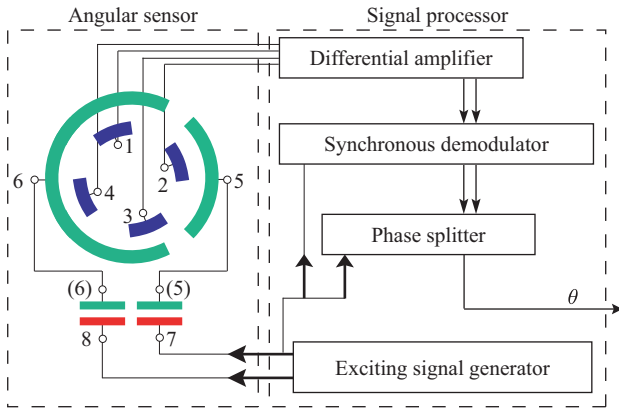 Angular sensor
Signal processor
Differential amplifier
1
Synchronous demodulator
2
6
5
4
3
Phase splitter
(6)
(5)
θ
8
7
Exciting signal generator